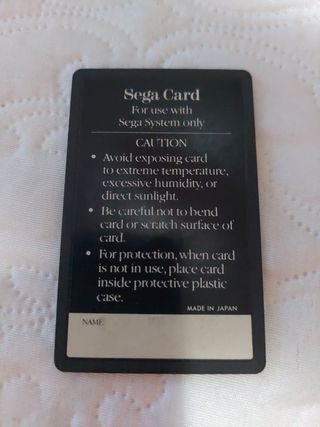 Sega Card
For use with
Sega System only
CAUTION
• Avoid exposing card
to extreme temperature,
excessive humidity, or
direct sunlight.
• Be careful not to bend
card or scratch surface of
card.
• For protection, when card
is not in use, place card
inside protective plastic
case.
MADE IN JAPAN
NAME